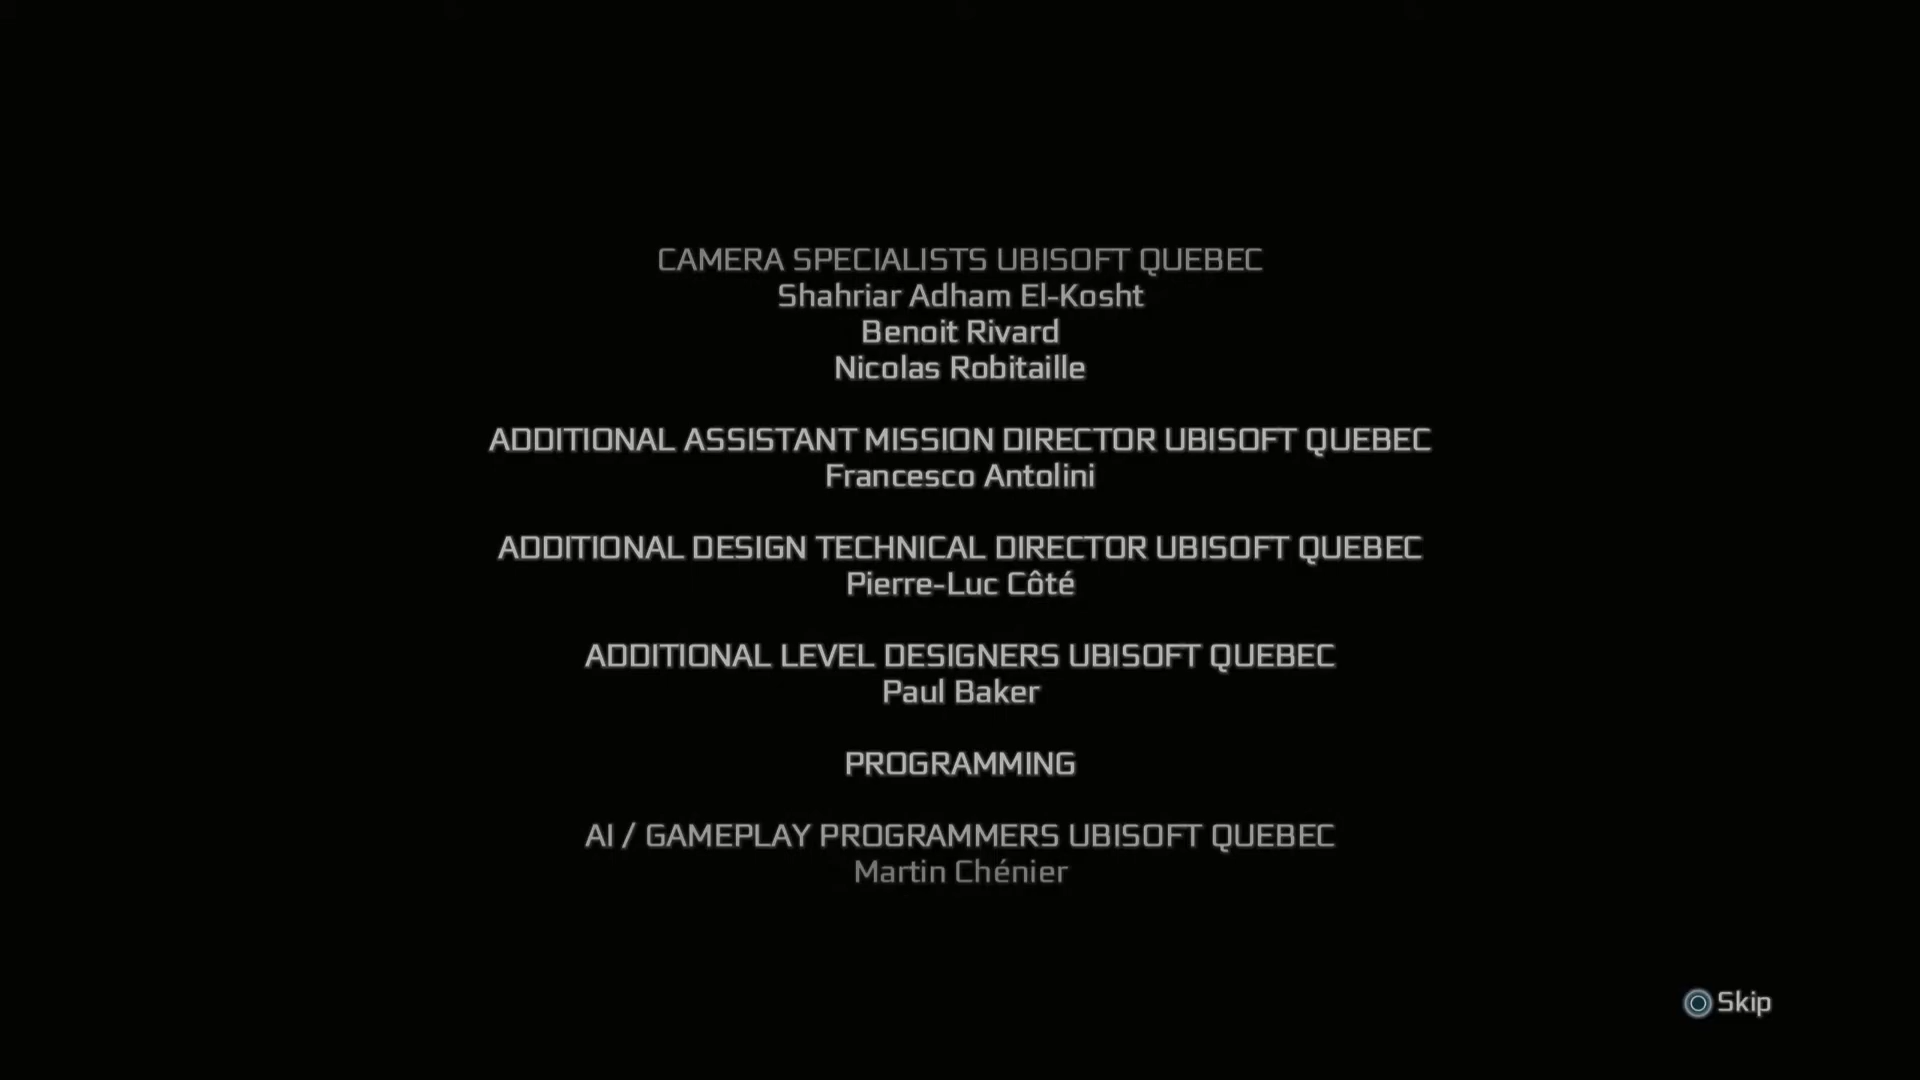 CAMERA SPECIALISTS UBISOFT QUEBEC
Shahriar Adham El-Kosht
Benoit Rivard
Nicolas Robitaille
ADDITIONAL ASSISTANT MISSION DIRECTOR UBISOFT QUEBEC
Francesco Antolini
ADDITIONAL DESIGN TECHNICAL DIRECTOR UBISOFT QUEBEC
Pierre-Luc Côté
ADDITIONAL LEVEL DESIGNERS UBISOFT QUEBEC
Paul Baker
PROGRAMMING
AI / GAMEPLAY PROGRAMMERS UBISOFT QUEBEC
Martin Chénier
Skip